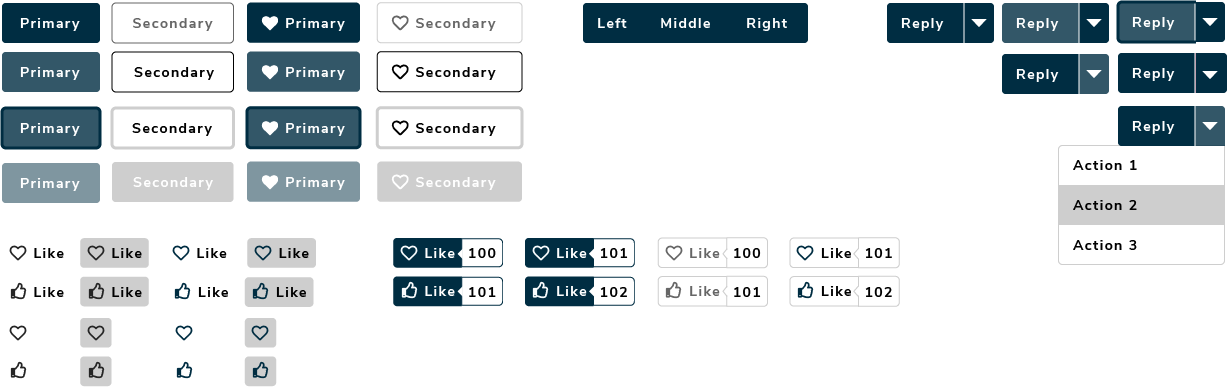 Primary Secondary Primary Secondary Left Middle Right Reply Reply Reply
Primary Secondary Primary Secondary Reply Reply
Primary Secondary Primary Secondary Reply
Primary Secondary Primary Secondary
Action 1
Action 2
Action 3
Like Like Like Like Like 100 Like 101 Like 100 Like 101
Like Like Like Like Like 101 Like 102 Like 101 Like 102